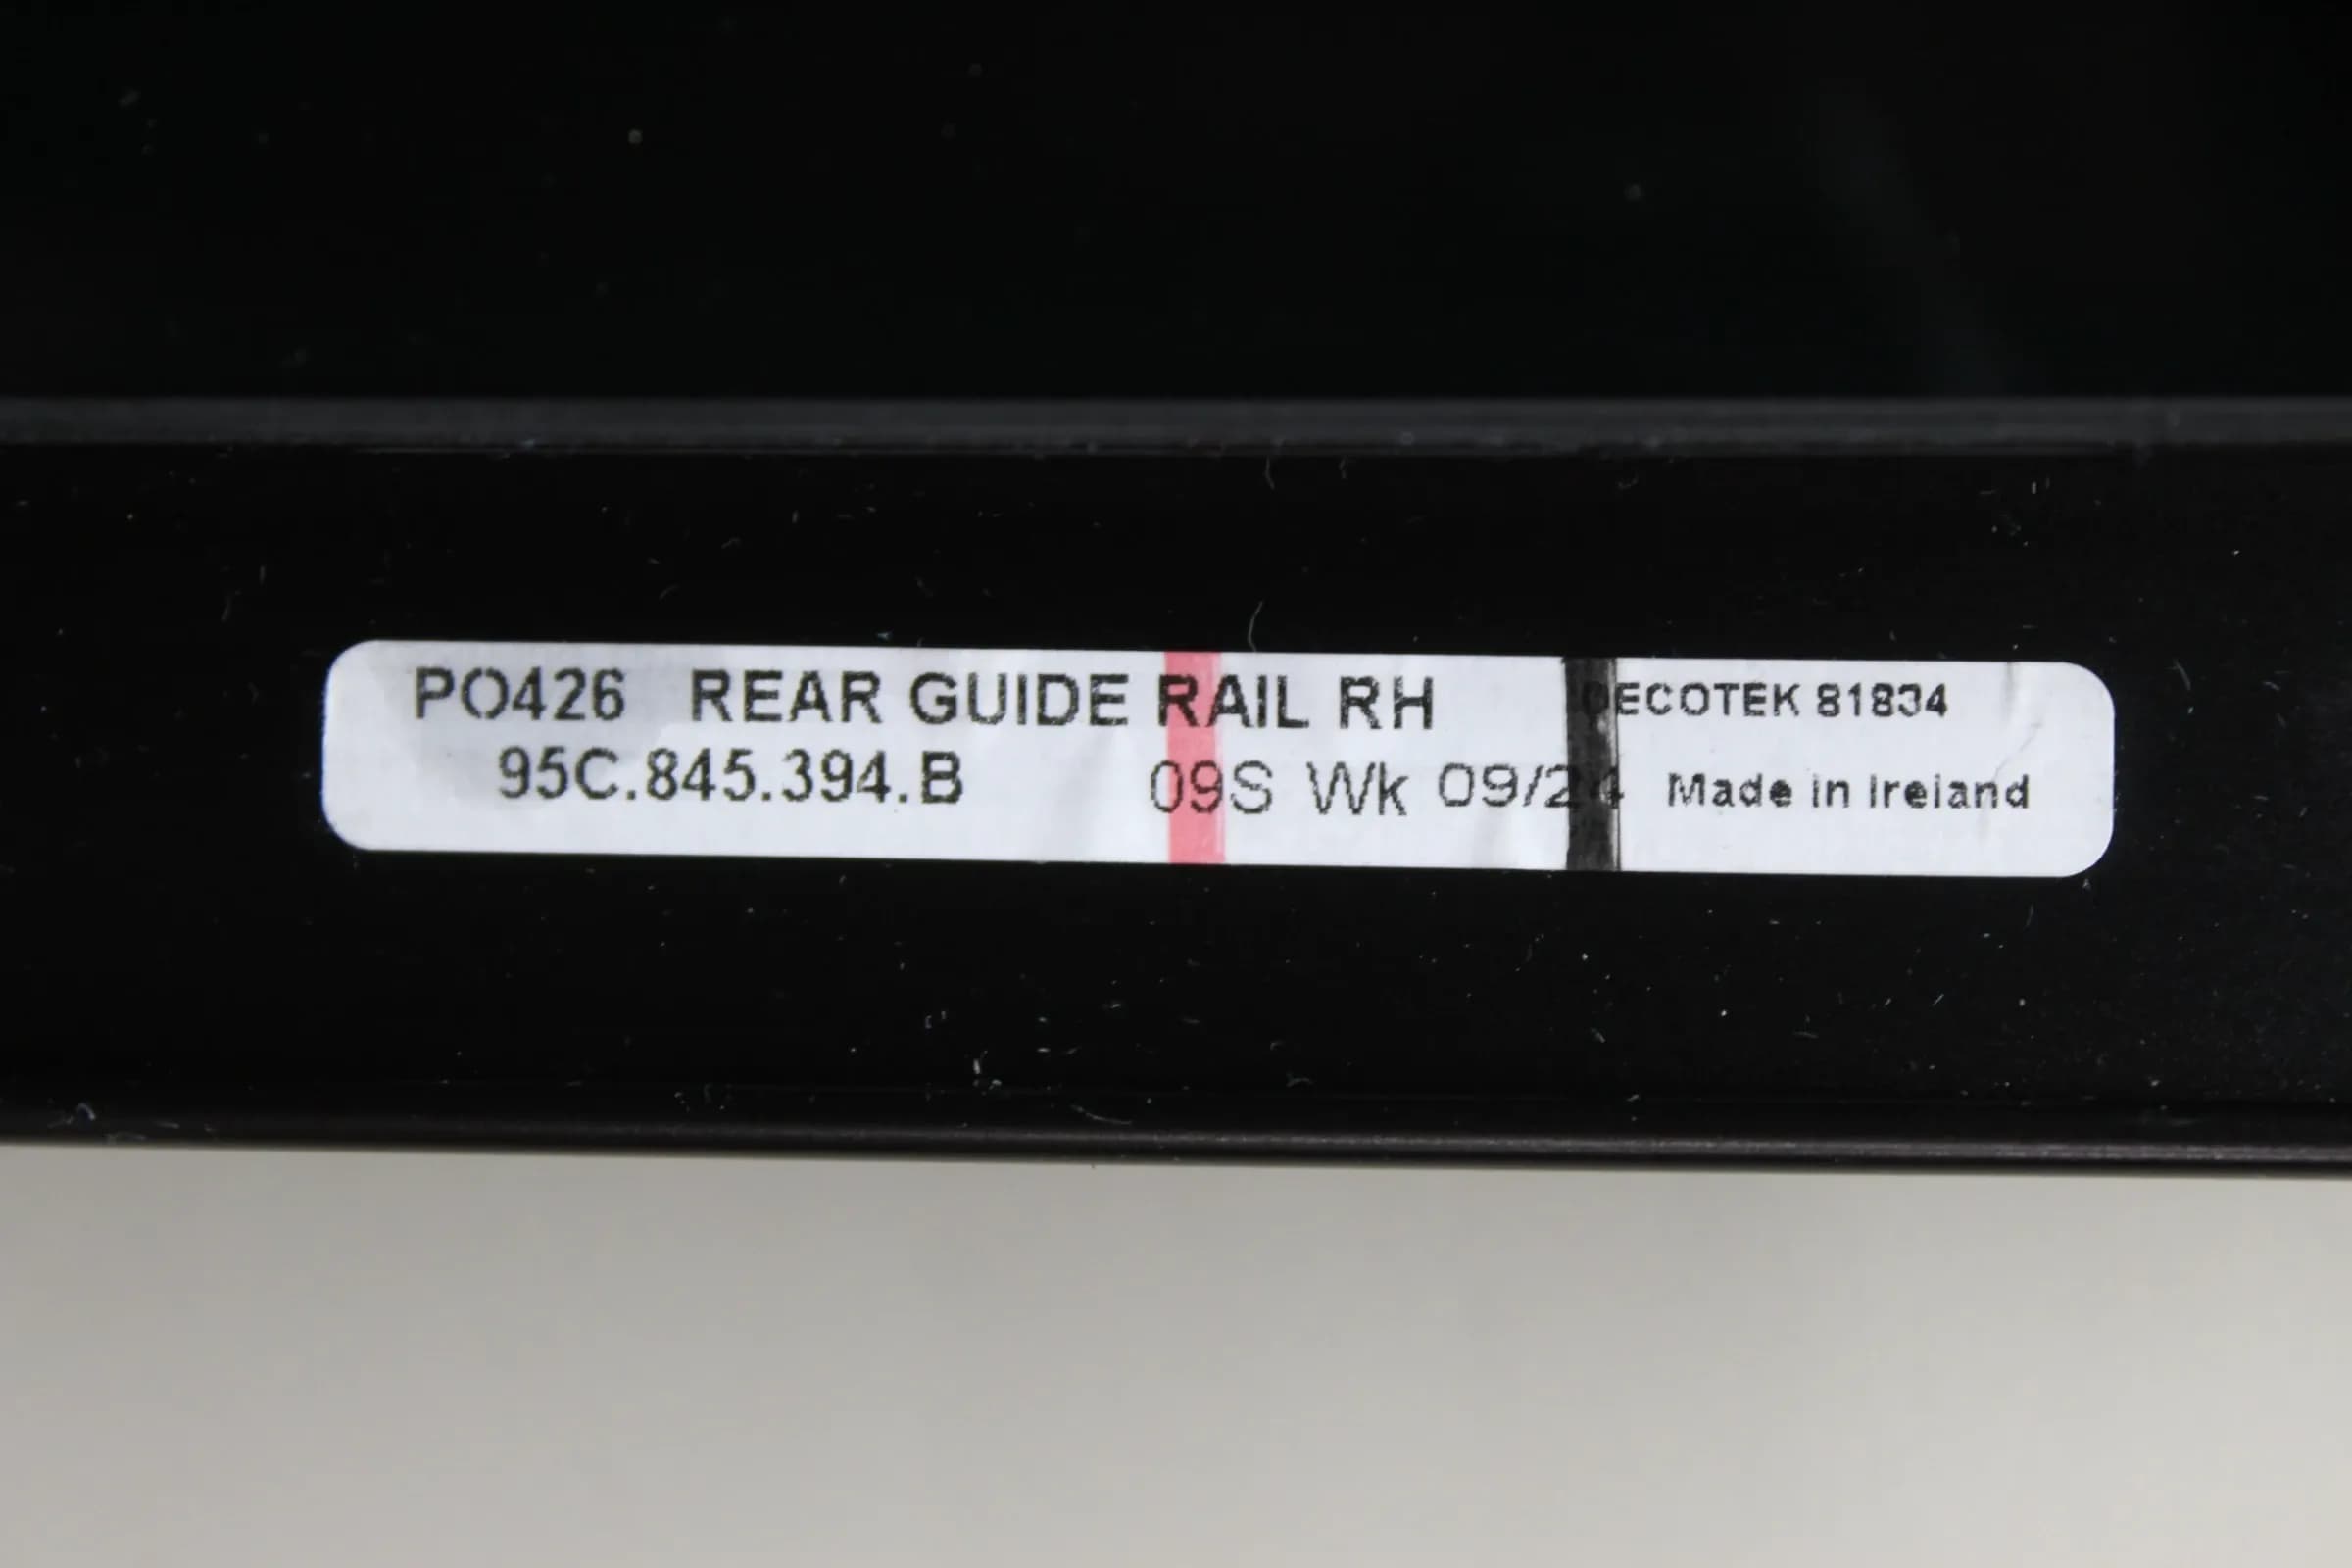 PO426 REAR GUIDE RAIL RH DECOTEK 81834
95C.845.394.B 09S Wk 09/24 Made in Ireland